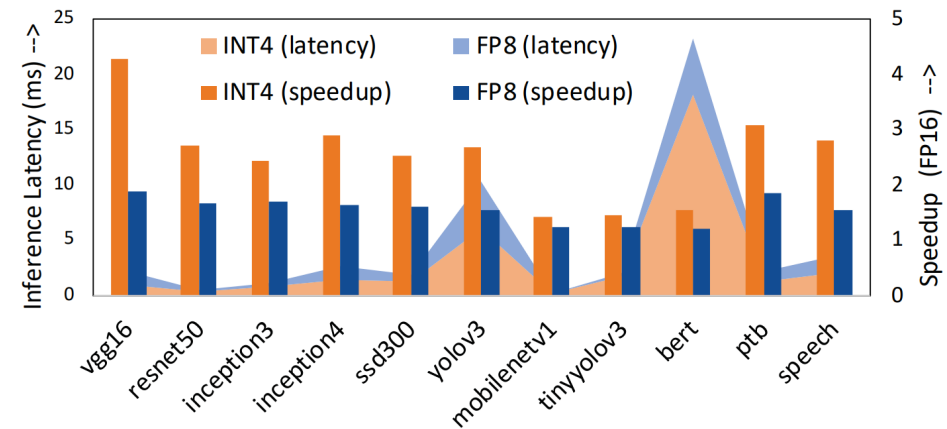 25
20
15
10
5
0
Inference Latency (ms) -->
INT4 (latency)
FP8 (latency)
INT4 (speedup)
FP8 (speedup)
5
4
3
2
1
0
Speedup (FP16) -->
vgg16
resnet50
inception3
inception4
ssd300
yolov3
mobilenetv1
tinyyolov3
bert
ptb
speech